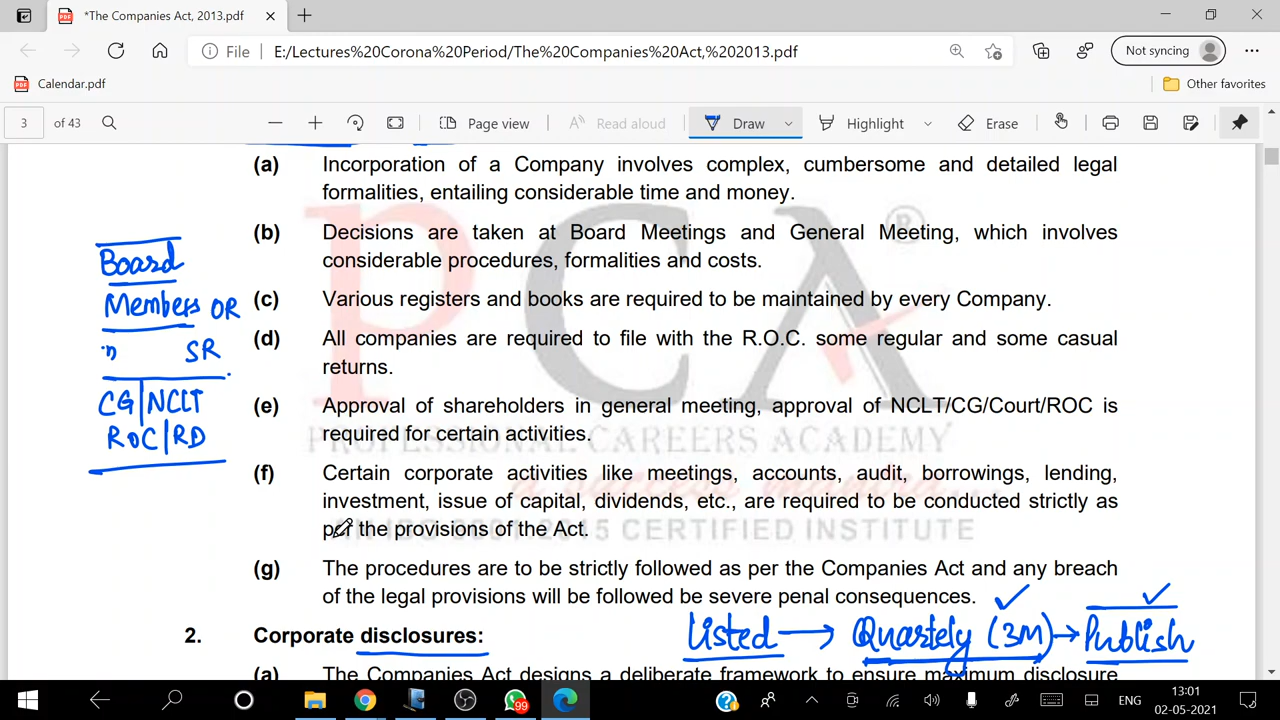 *The Companies Act, 2013.pdf
File E:/Lectures%20Corona%20Period/The%20Companies%20Act,%202013.pdf
Not syncing
Calendar.pdf
Other favorites
3 of 43
Page view
Read aloud
Draw
Highlight
Erase
(a) Incorporation of a Company involves complex, cumbersome and detailed legal
formalities, entailing considerable time and money.
(b) Decisions are taken at Board Meetings and General Meeting, which involves
considerable procedures, formalities and costs.
(c) Various registers and books are required to be maintained by every Company.
(d) All companies are required to file with the R.O.C. some regular and some casual
returns.
(e) Approval of shareholders in general meeting, approval of NCLT/CG/Court/ROC is
required for certain activities.
(f) Certain corporate activities like meetings, accounts, audit, borrowings, lending,
investment, issue of capital, dividends, etc., are required to be conducted strictly as
per the provisions of the Act.
(g) The procedures are to be strictly followed as per the Companies Act and any breach
of the legal provisions will be followed be severe penal consequences.
2. Corporate disclosures:
(a) The Companies Act designs a deliberate framework to ensure maximum disclosure
Board
Members OR
" SR
CG|NCLT
ROC|RD
Listed → Quartely (3M) → Publish
PCA®
PROFESSIONAL CAREERS ACADEMY
CERTIFIED INSTITUTE
99
ENG
13:01
02-05-2021